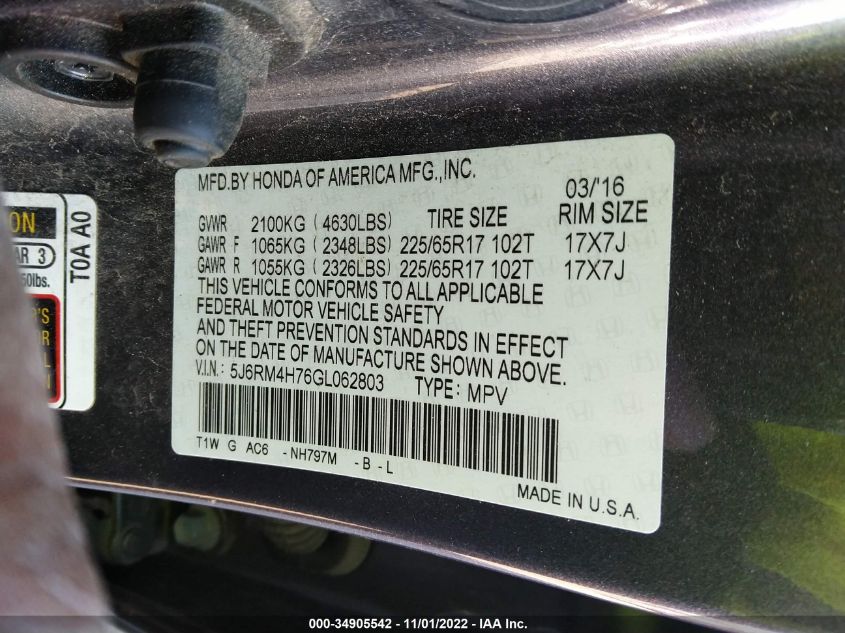 MFD.BY HONDA OF AMERICA MFG.,INC.
03/'16
GVWR 2100KG (4630LBS) TIRE SIZE RIM SIZE
GAWR F 1065KG (2348LBS) 225/65R17 102T 17X7J
GAWR R 1055KG (2326LBS) 225/65R17 102T 17X7J
THIS VEHICLE CONFORMS TO ALL APPLICABLE
FEDERAL MOTOR VEHICLE SAFETY
AND THEFT PREVENTION STANDARDS IN EFFECT
ON THE DATE OF MANUFACTURE SHOWN ABOVE.
V.I.N.: 5J6RM4H76GL062803 TYPE: MPV
T1W G AC6 -NH797M -B -L
MADE IN U.S.A.
T0A A0
000-34905542 - 11/01/2022 - IAA Inc.